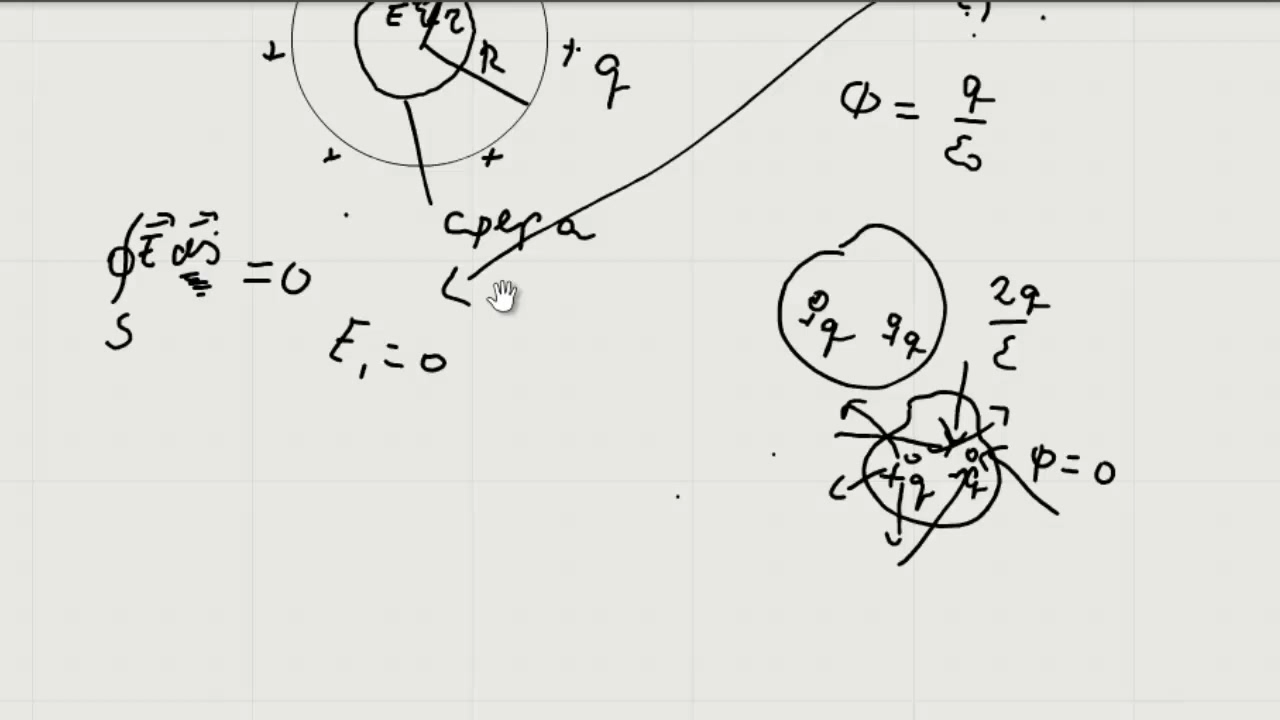 E r
R
+ + q
+ +
Φ = q/ε₀
сфера
∮ E⃗ ds⃗ = 0
S
E₁ = 0
q q
2q/ε
+q -q
φ = 0